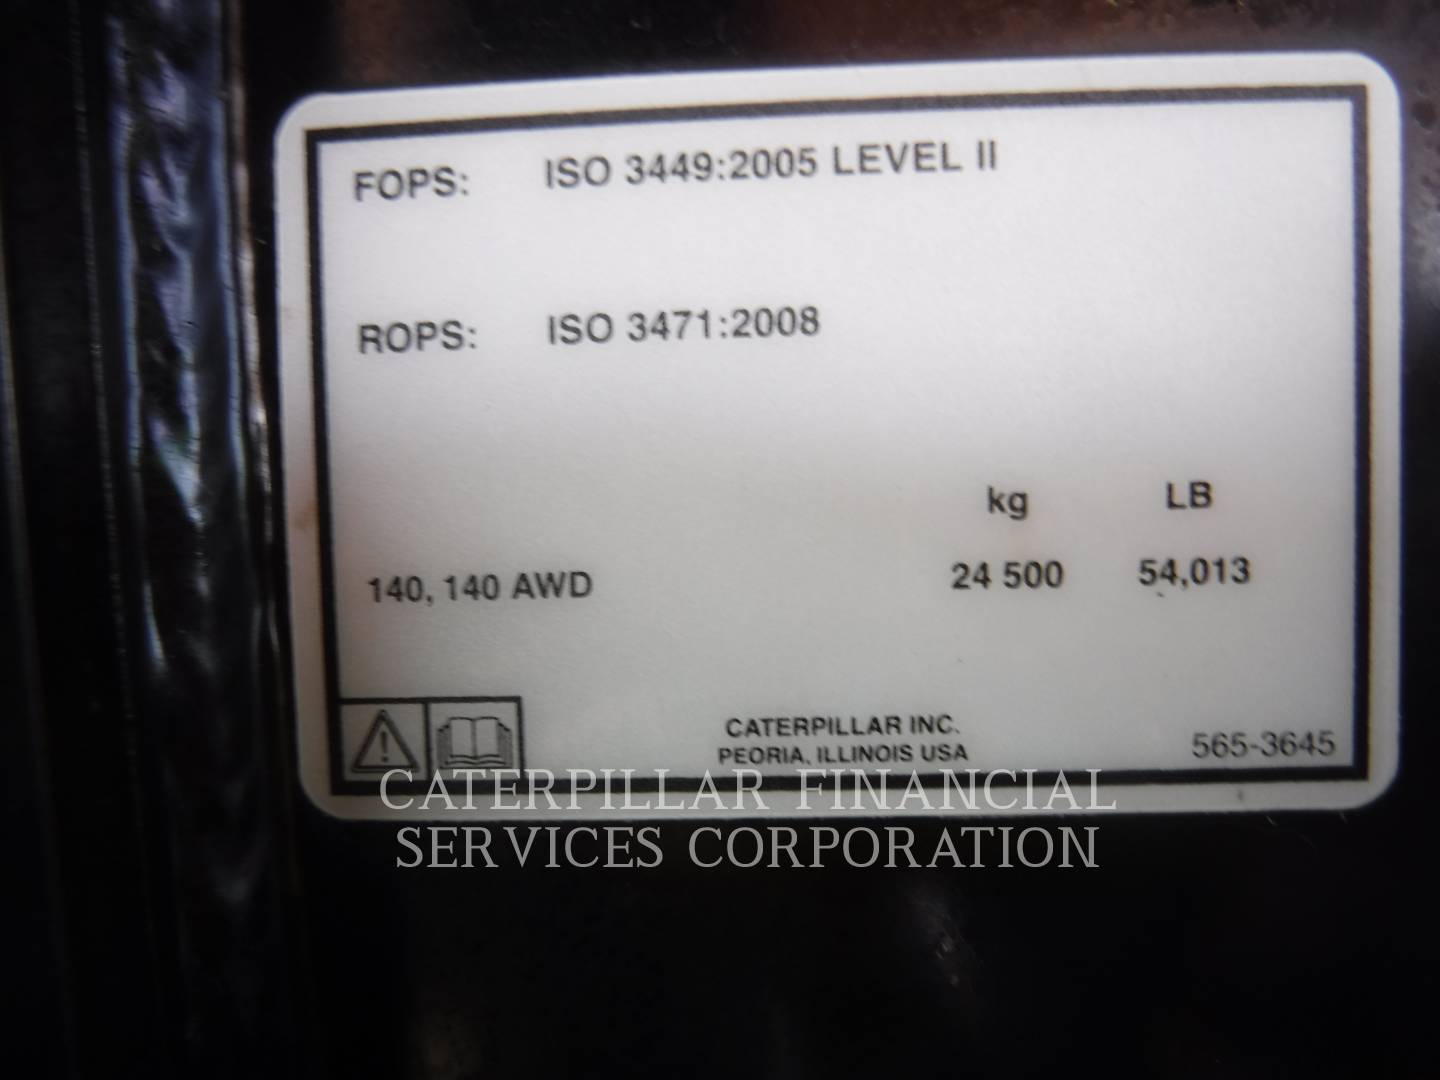 FOPS: ISO 3449:2005 LEVEL II
ROPS: ISO 3471:2008
kg LB
140, 140 AWD 24 500 54,013
CATERPILLAR INC.
PEORIA, ILLINOIS USA
565-3645
CATERPILLAR FINANCIAL
SERVICES CORPORATION